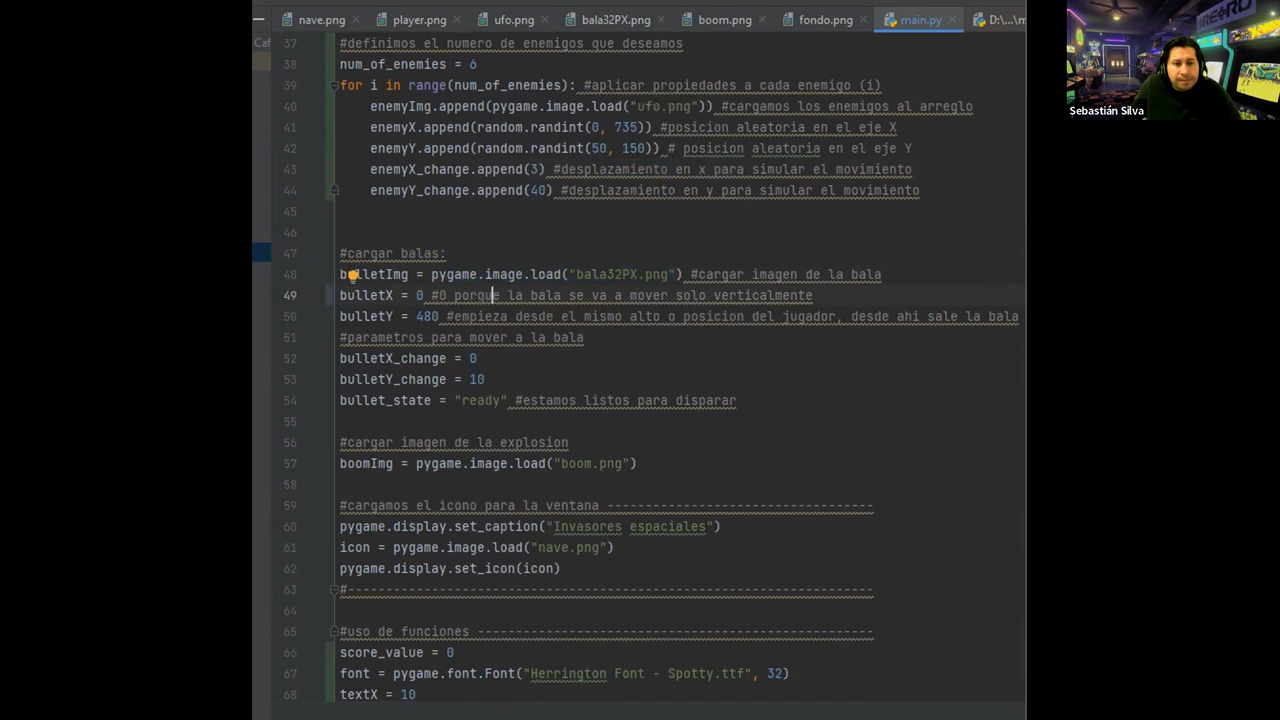 nave.png
player.png
ufo.png
bala32PX.png
boom.png
fondo.png
main.py
D:\...\m
Caf
37 #definimos el numero de enemigos que deseamos
38 num_of_enemies = 6
39 for i in range(num_of_enemies): #aplicar propiedades a cada enemigo (i)
40 enemyImg.append(pygame.image.load("ufo.png")) #cargamos los enemigos al arreglo
41 enemyX.append(random.randint(0, 735)) #posicion aleatoria en el eje X
42 enemyY.append(random.randint(50, 150)) # posicion aleatoria en el eje Y
43 enemyX_change.append(3) #desplazamiento en x para simular el movimiento
44 enemyY_change.append(40) #desplazamiento en y para simular el movimiento
45
46
47 #cargar balas:
48 bulletImg = pygame.image.load("bala32PX.png") #cargar imagen de la bala
49 bulletX = 0 #0 porque la bala se va a mover solo verticalmente
50 bulletY = 480 #empieza desde el mismo alto o posicion del jugador, desde ahi sale la bala
51 #parametros para mover a la bala
52 bulletX_change = 0
53 bulletY_change = 10
54 bullet_state = "ready" #estamos listos para disparar
55
56 #cargar imagen de la explosion
57 boomImg = pygame.image.load("boom.png")
58
59 #cargamos el icono para la ventana -----------------------------------
60 pygame.display.set_caption("Invasores espaciales")
61 icon = pygame.image.load("nave.png")
62 pygame.display.set_icon(icon)
63 #---------------------------------------------------------------------
64
65 #uso de funciones ----------------------------------------------------
66 score_value = 0
67 font = pygame.font.Font("Herrington Font - Spotty.ttf", 32)
68 textX = 10
RETRO
Sebastián Silva